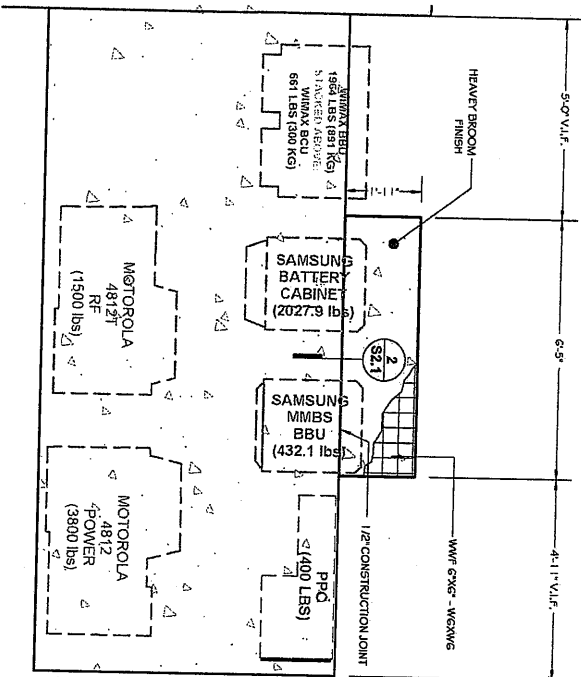 5'-0" V.I.F.
6'-5"
4'-11" V.I.F.
HEAVEY BROOM
FINISH
1'-11"
WIMAX BBU
1964 LBS (891 KG)
STACKED ABOVE
WIMAX BCU
661 LBS (300 KG)
SAMSUNG
BATTERY
CABINET
(2027.9 lbs)
2
S2.1
SAMSUNG
MMBS
BBU
(432.1 lbs)
WWF 6"X6" - W6XW6
1/2" CONSTRUCTION JOINT
PPC
(400 LBS)
MOTOROLA
4812T
RF
(1500 lbs)
MOTOROLA
4812
POWER
(3800 lbs)